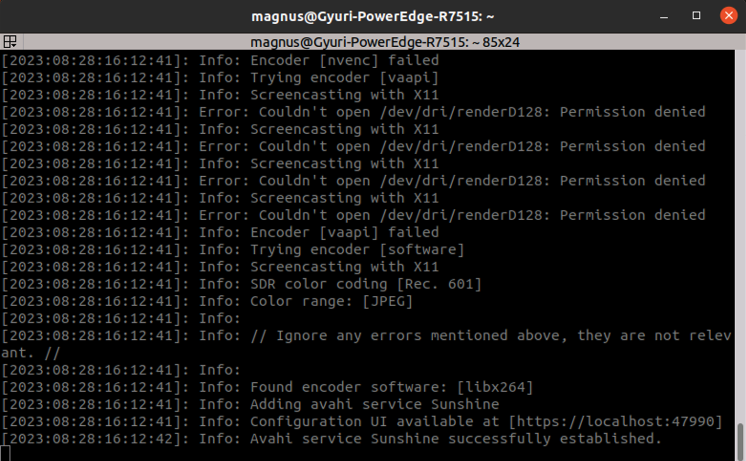 magnus@Gyuri-PowerEdge-R7515: ~
magnus@Gyuri-PowerEdge-R7515: ~ 85x24
[2023:08:28:16:12:41]: Info: Encoder [nvenc] failed
[2023:08:28:16:12:41]: Info: Trying encoder [vaapi]
[2023:08:28:16:12:41]: Info: Screencasting with X11
[2023:08:28:16:12:41]: Error: Couldn't open /dev/dri/renderD128: Permission denied
[2023:08:28:16:12:41]: Info: Screencasting with X11
[2023:08:28:16:12:41]: Error: Couldn't open /dev/dri/renderD128: Permission denied
[2023:08:28:16:12:41]: Info: Screencasting with X11
[2023:08:28:16:12:41]: Error: Couldn't open /dev/dri/renderD128: Permission denied
[2023:08:28:16:12:41]: Info: Screencasting with X11
[2023:08:28:16:12:41]: Error: Couldn't open /dev/dri/renderD128: Permission denied
[2023:08:28:16:12:41]: Info: Encoder [vaapi] failed
[2023:08:28:16:12:41]: Info: Trying encoder [software]
[2023:08:28:16:12:41]: Info: Screencasting with X11
[2023:08:28:16:12:41]: Info: SDR color coding [Rec. 601]
[2023:08:28:16:12:41]: Info: Color range: [JPEG]
[2023:08:28:16:12:41]: Info:
[2023:08:28:16:12:41]: Info: // Ignore any errors mentioned above, they are not relev
ant. //
[2023:08:28:16:12:41]: Info:
[2023:08:28:16:12:41]: Info: Found encoder software: [libx264]
[2023:08:28:16:12:41]: Info: Adding avahi service Sunshine
[2023:08:28:16:12:41]: Info: Configuration UI available at [https://localhost:47990]
[2023:08:28:16:12:42]: Info: Avahi service Sunshine successfully established.